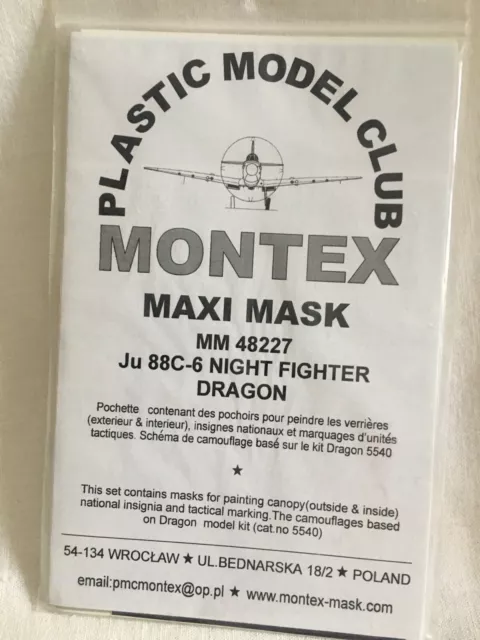 PLASTIC MODEL CLUB
MONTEX
MAXI MASK
MM 48227
Ju 88C-6 NIGHT FIGHTER
DRAGON
Pochette contenant des pochoirs pour peindre les verrières
(exterieur & interieur), insignes nationaux et marquages d'unités
tactiques. Schéma de camouflage basé sur le kit Dragon 5540
★
This set contains masks for painting canopy(outside & inside)
national insignia and tactical marking.The camouflages based
on Dragon model kit (cat.no 5540)
54-134 WROCŁAW ★ UL.BEDNARSKA 18/2 ★ POLAND
email:pmcmontex@op.pl ★ www.montex-mask.com